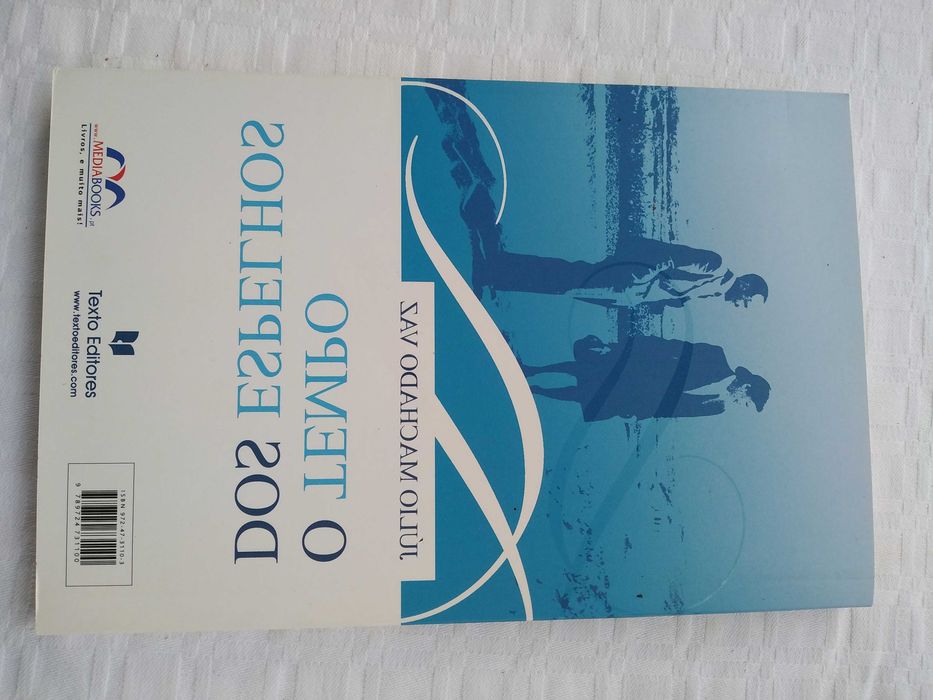 JÚLIO MACHADO VAZ
O TEMPO
DOS ESPELHOS
www.MEDIABOOKS.pt
Livros, e muito mais!
Texto Editores
www.textoeditores.com
ISBN 972-47-3110-3
9 789724 731100